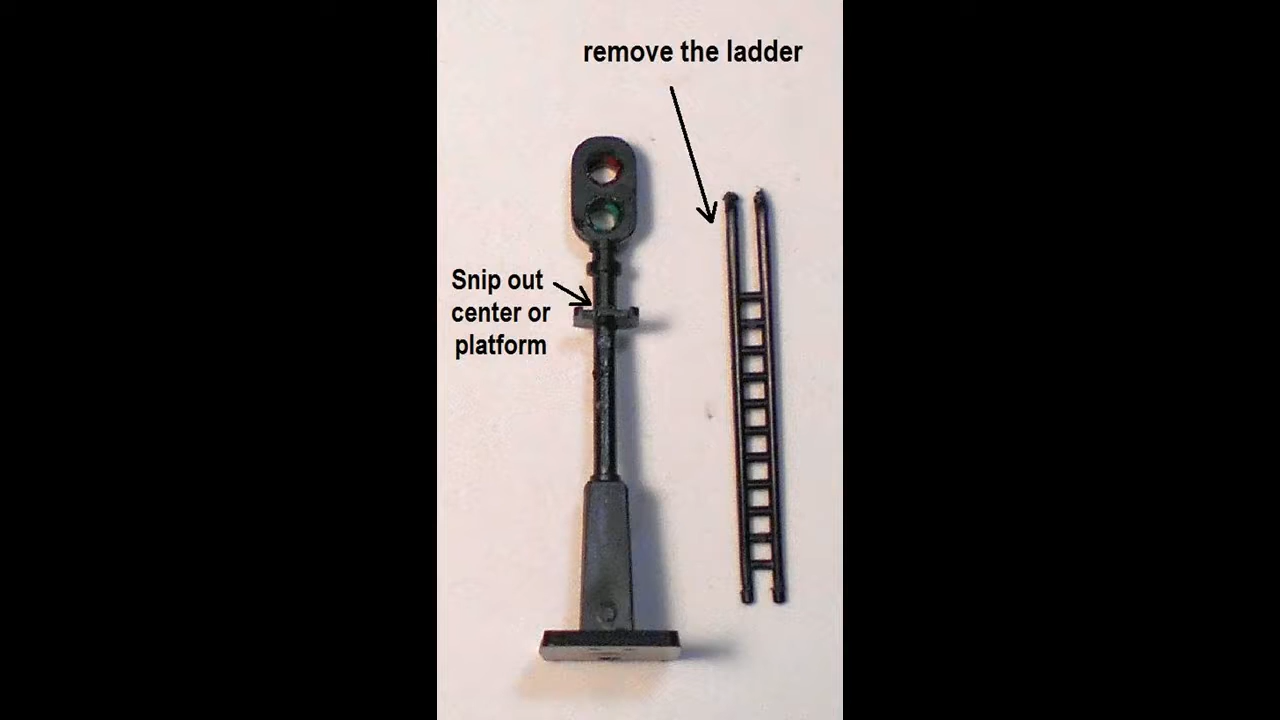 remove the ladder
Snip out
center or
platform